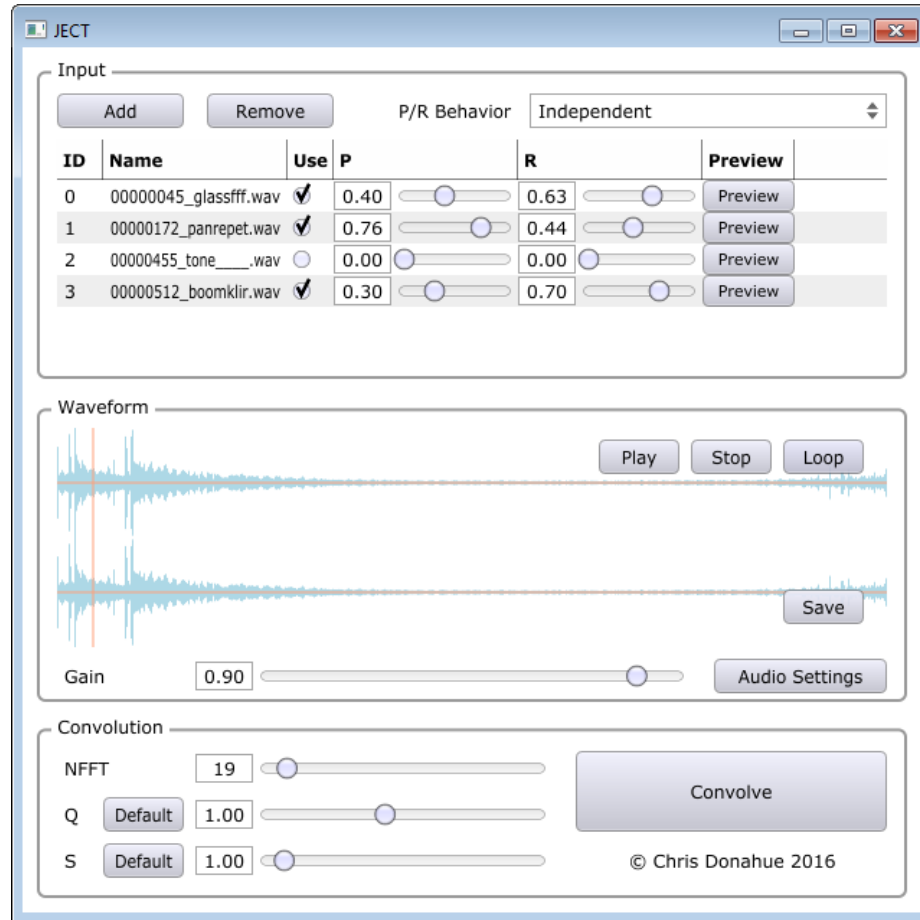 JECT
Input
Add Remove P/R Behavior Independent
ID Name Use P R Preview
0 00000045_glassfff.wav 0.40 0.63 Preview
1 00000172_panrepet.wav 0.76 0.44 Preview
2 00000455_tone____.wav 0.00 0.00 Preview
3 00000512_boomklir.wav 0.30 0.70 Preview
Waveform
Play Stop Loop
Save
Gain 0.90 Audio Settings
Convolution
NFFT 19
Convolve
Q Default 1.00
S Default 1.00 © Chris Donahue 2016